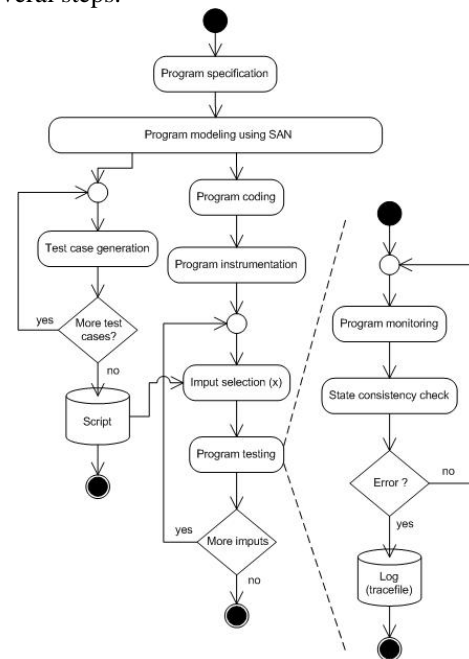 veral steps.
Program specification
Program modeling using SAN
Program coding
Test case generation
Program instrumentation
yes
More test
cases?
no
Script
Imput selection (x)
Program testing
yes
More imputs
no
Program monitoring
State consistency check
Error ?
no
yes
Log
(tracefile)